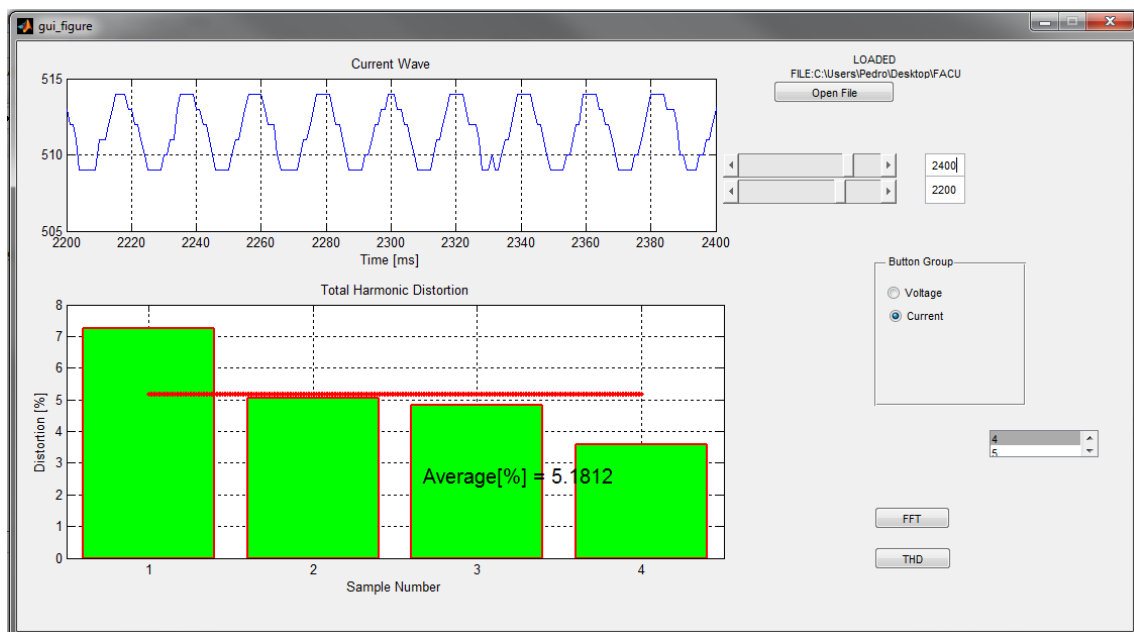 gui_figure
Current Wave
515
510
505
2200 2220 2240 2260 2280 2300 2320 2340 2360 2380 2400
Time [ms]
LOADED
FILE:C:\Users\Pedro\Desktop\FACU
Open File
2400
2200
Button Group
Voltage
Current
4
5
FFT
THD
Total Harmonic Distortion
8
7
6
5
4
3
2
1
0
Distortion [%]
Average[%] = 5.1812
1 2 3 4
Sample Number